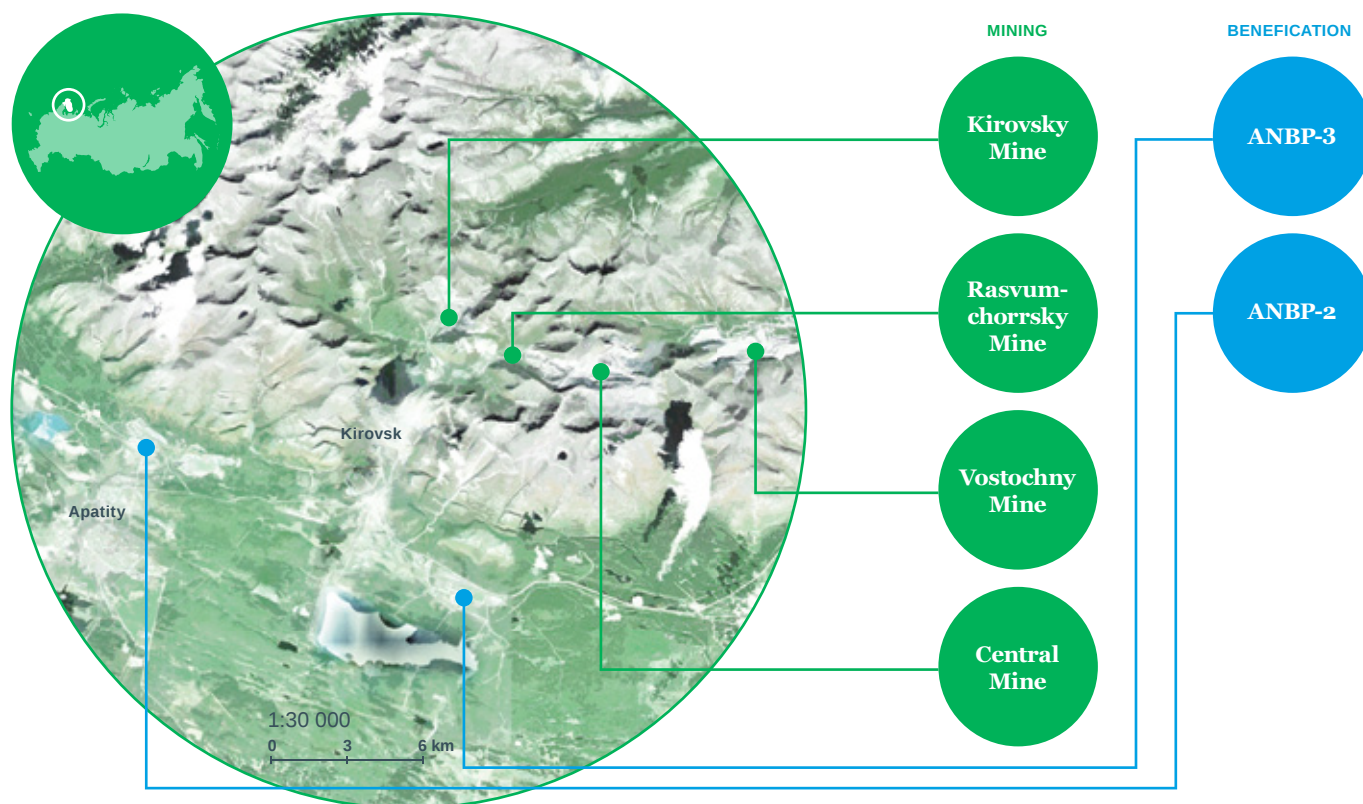 MINING
BENEFICATION
Kirovsky
Mine
ANBP-3
Rasvum-
chorrsky
Mine
ANBP-2
Kirovsk
Vostochny
Mine
Apatity
Central
Mine
1:30 000
0 3 6 km